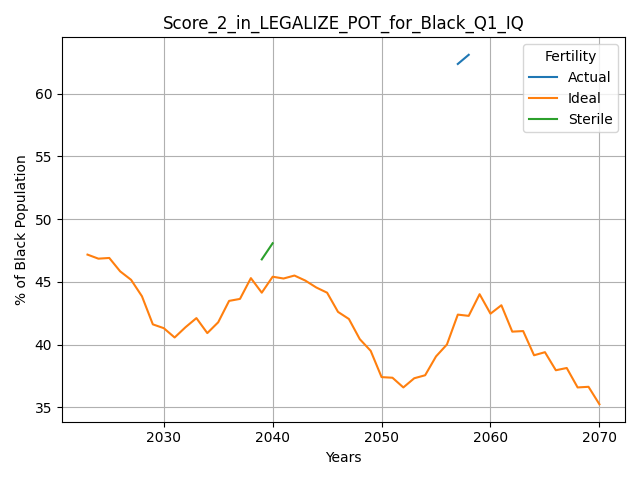 Score_2_in_LEGALIZE_POT_for_Black_Q1_IQ
Fertility
Actual
Ideal
Sterile
% of Black Population
60
55
50
45
40
35
2030 2040 2050 2060 2070
Years